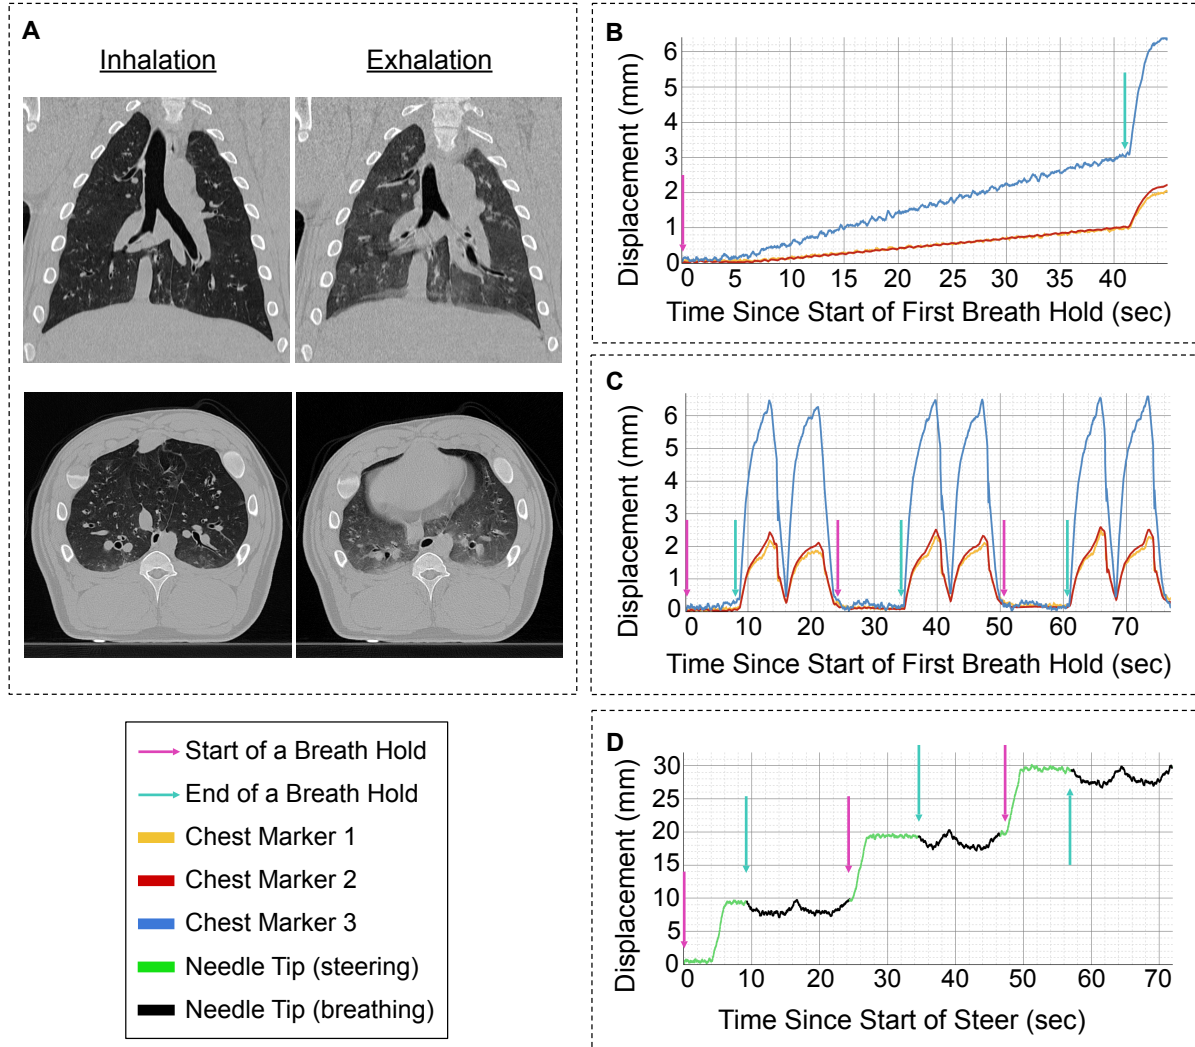 A
Inhalation
Exhalation
Start of a Breath Hold
End of a Breath Hold
Chest Marker 1
Chest Marker 2
Chest Marker 3
Needle Tip (steering)
Needle Tip (breathing)
B
Displacement (mm)
6
5
4
3
2
1
0
0 5 10 15 20 25 30 35 40
Time Since Start of First Breath Hold (sec)
C
Displacement (mm)
6
5
4
3
2
1
0
0 10 20 30 40 50 60 70
Time Since Start of First Breath Hold (sec)
D
Displacement (mm)
30
25
20
15
10
5
0
0 10 20 30 40 50 60 70
Time Since Start of Steer (sec)